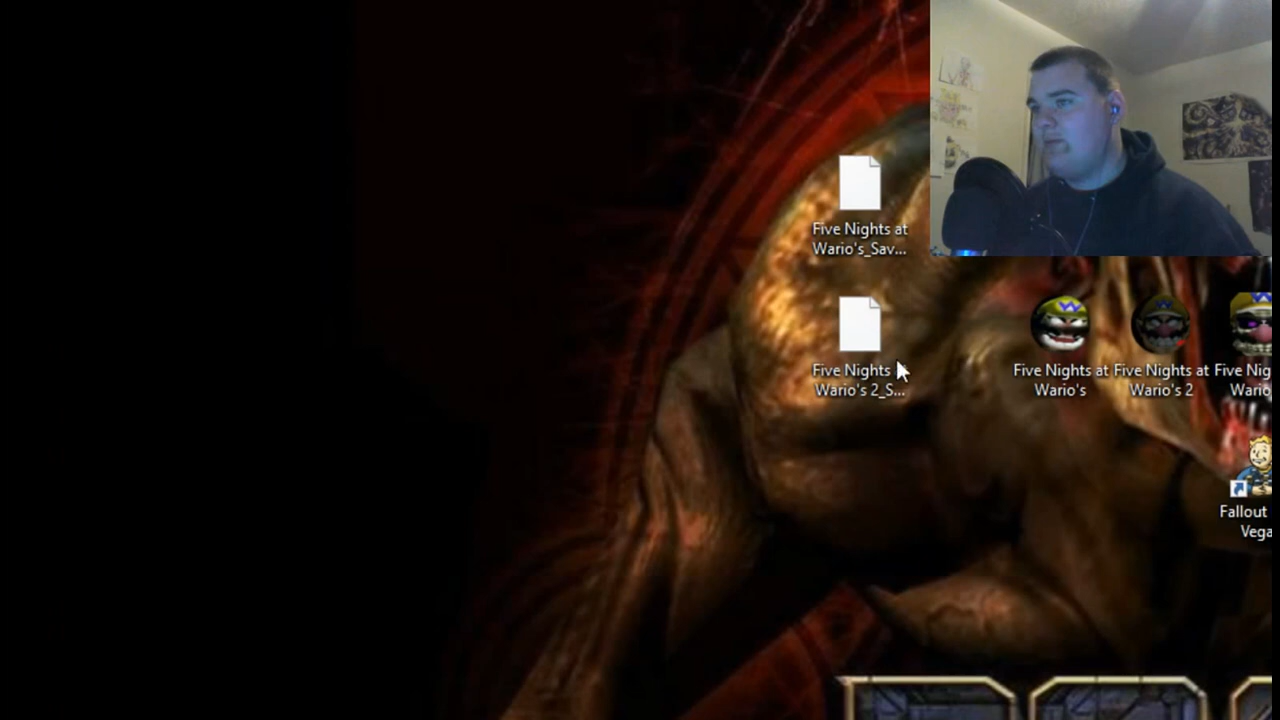 Five Nights at
Wario's_Sav...
Five Nights
Wario's 2_S...
Five Nights at
Wario's
Five Nights at
Wario's 2
Five Nig
Wario
Fallout
Vega